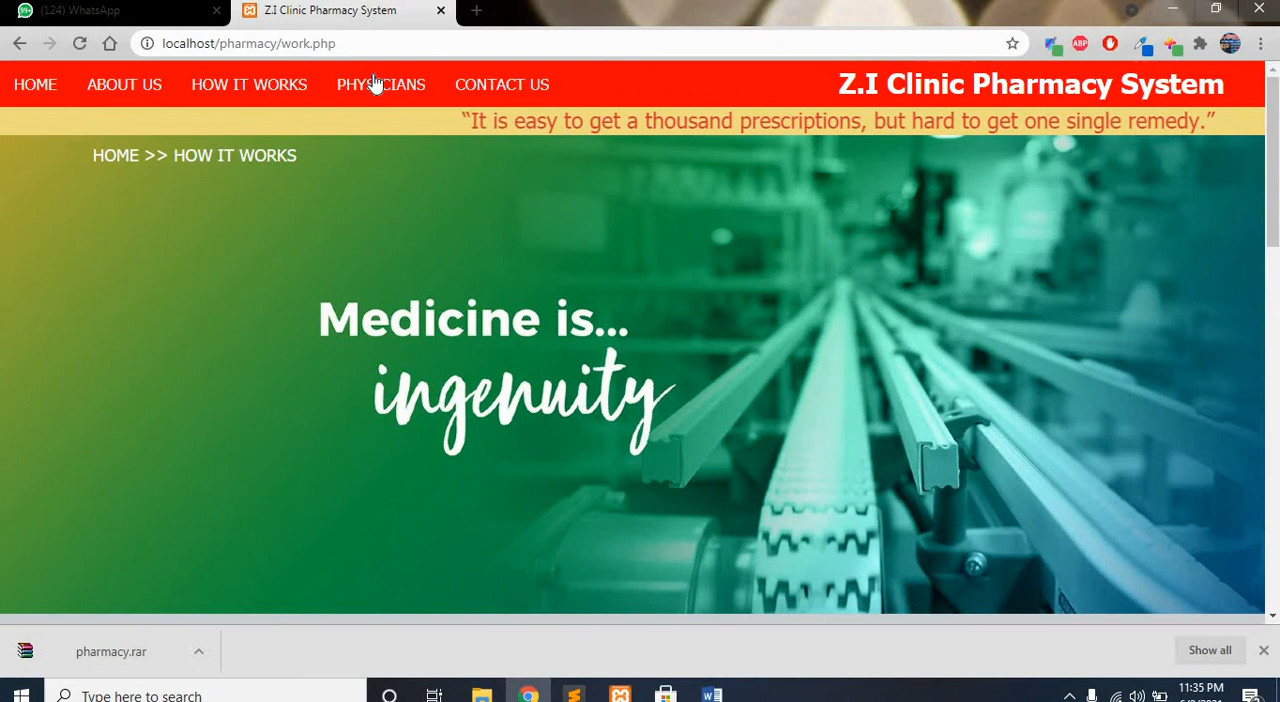 99+ (124) WhatsApp
Z.I Clinic Pharmacy System
localhost/pharmacy/work.php
ABP
HOME ABOUT US HOW IT WORKS PHYSICIANS CONTACT US
Z.I Clinic Pharmacy System
“It is easy to get a thousand prescriptions, but hard to get one single remedy.”
HOME >> HOW IT WORKS
Medicine is...
ingenuity
pharmacy.rar
Show all
Type here to search
11:35 PM